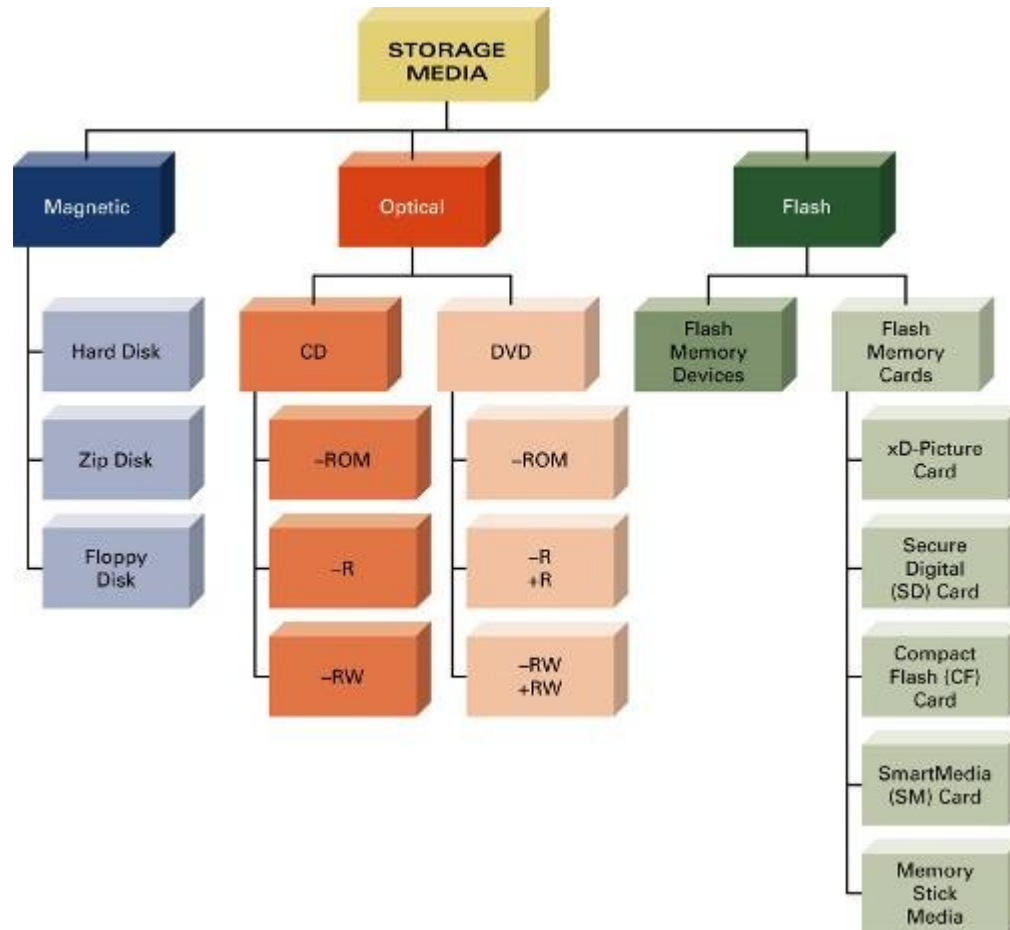 STORAGE
MEDIA
Magnetic
Optical
Flash
Hard Disk
Zip Disk
Floppy
Disk
CD
–ROM
–R
–RW
DVD
–ROM
–R
+R
–RW
+RW
Flash
Memory
Devices
Flash
Memory
Cards
xD-Picture
Card
Secure
Digital
(SD) Card
Compact
Flash (CF)
Card
SmartMedia
(SM) Card
Memory
Stick
Media